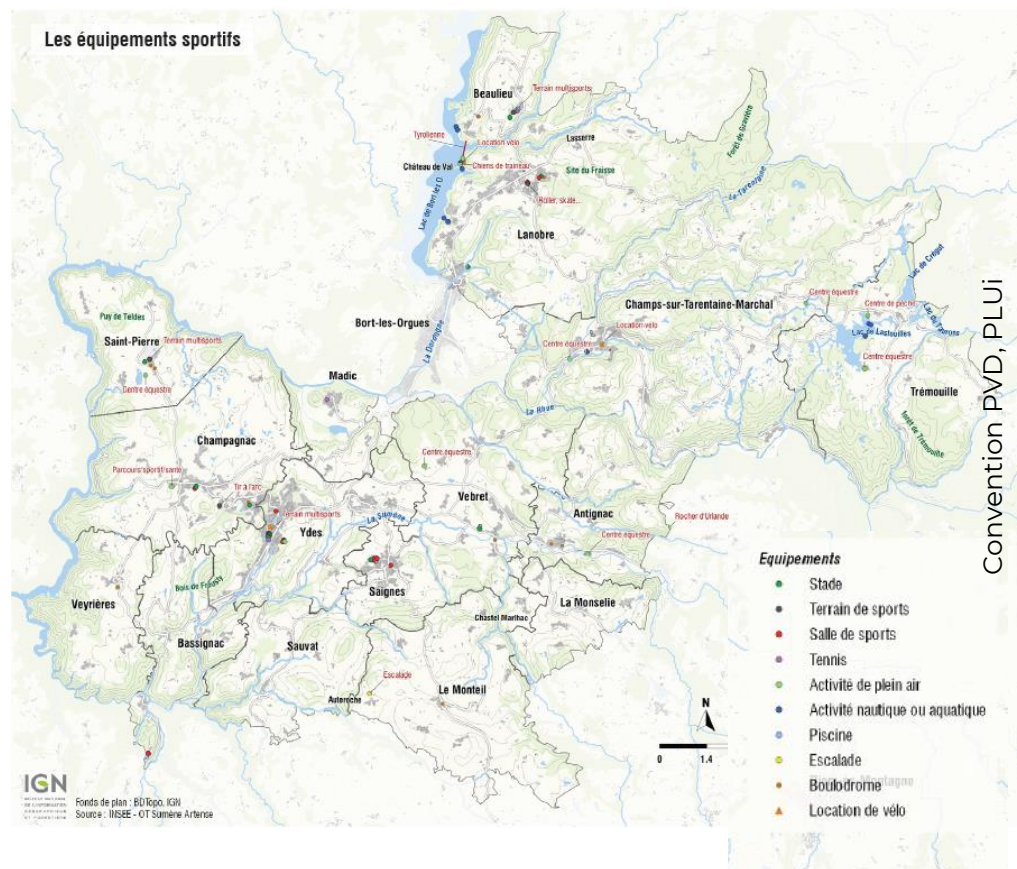 Les équipements sportifs
Beaulieu
Terrain multisports
Tyrolienne
Location vélo
Lasserre
Forêt de Gravière
Château de Val
Chiens de traineau
Site du Fraisse
La Tarentaine
Roller, skate...
Lac de Bort les O
Lanobre
Lac de Crégut
Centre équestre
Champs-sur-Tarentaine-Marchal
Centre de pêche
Puy de Teldes
Bort-les-Orgues
Location vélo
Lac de Lastiouilles
Saint-Pierre
Terrain multisports
La Dordogne
Centre équestre
Centre équestre
Madic
Centre équestre
Trémouille
La Rhue
Forêt de Trémouille
Champagnac
Centre équestre
Parcours sportif santé
Tir à l'arc
Vebret
Terrain multisports
La Sumène
Antignac
Rocher d'Urlande
Ydes
Centre équestre
Convention PVD, PLUi
Veyrières
Saignes
La Monselie
Chastel Marlhac
Bassignac
Sauvat
Escalade
Le Monteil
Auteroche
N
0 1.4
Equipements
Stade
Terrain de sports
Salle de sports
Tennis
Activité de plein air
Activité nautique ou aquatique
Piscine
Escalade
Boulodrome
Location de vélo
IGN
Fonds de plan : BDTopo, IGN
Source : INSEE - OT Sumène Artense